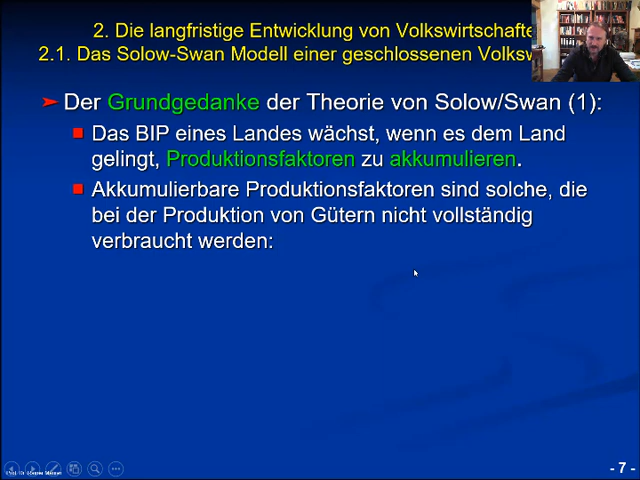 2. Die langfristige Entwicklung von Volkswirtschafte
2.1. Das Solow-Swan Modell einer geschlossenen Volksw
Der Grundgedanke der Theorie von Solow/Swan (1):
Das BIP eines Landes wächst, wenn es dem Land
gelingt, Produktionsfaktoren zu akkumulieren.
Akkumulierbare Produktionsfaktoren sind solche, die
bei der Produktion von Gütern nicht vollständig
verbraucht werden:
Prof. Dr.
- 7 -